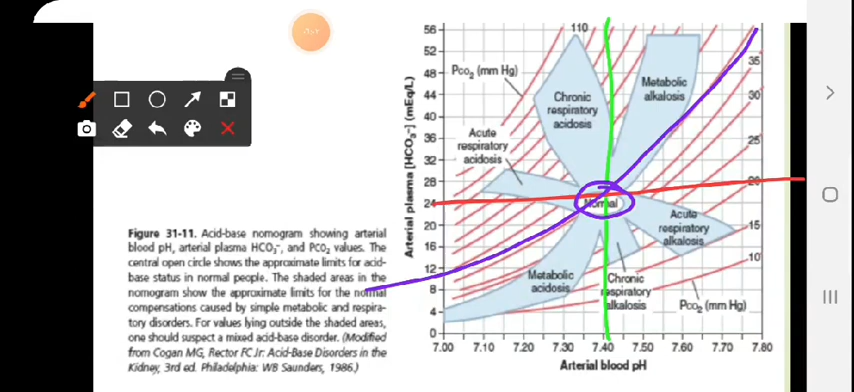 56
110
52
48
44
40
36
32
28
24
20
16
12
8
4
0
Arterial plasma [HCO₃⁻] (mEq/L)
PCO₂ (mm Hg)
Chronic
respiratory
acidosis
Metabolic
alkalosis
35
30
25
15
10
Acute
respiratory
acidosis
Normal
Acute
respiratory
alkalosis
Metabolic
acidosis
Chronic
respiratory
alkalosis
PCO₂ (mm Hg)
7.00 7.10 7.20 7.30 7.40 7.50 7.60 7.70 7.80
Arterial blood pH
Figure 31-11. Acid-base nomogram showing arterial
blood pH, arterial plasma HCO₃⁻, and PCO₂ values. The
central open circle shows the approximate limits for acid-
base status in normal people. The shaded areas in the
nomogram show the approximate limits for the normal
compensations caused by simple metabolic and respira-
tory disorders. For values lying outside the shaded areas,
one should suspect a mixed acid-base disorder. (Modified
from Cogan MG, Rector FC Jr: Acid-Base Disorders in the
Kidney, 3rd ed. Philadelphia: WB Saunders, 1986.)